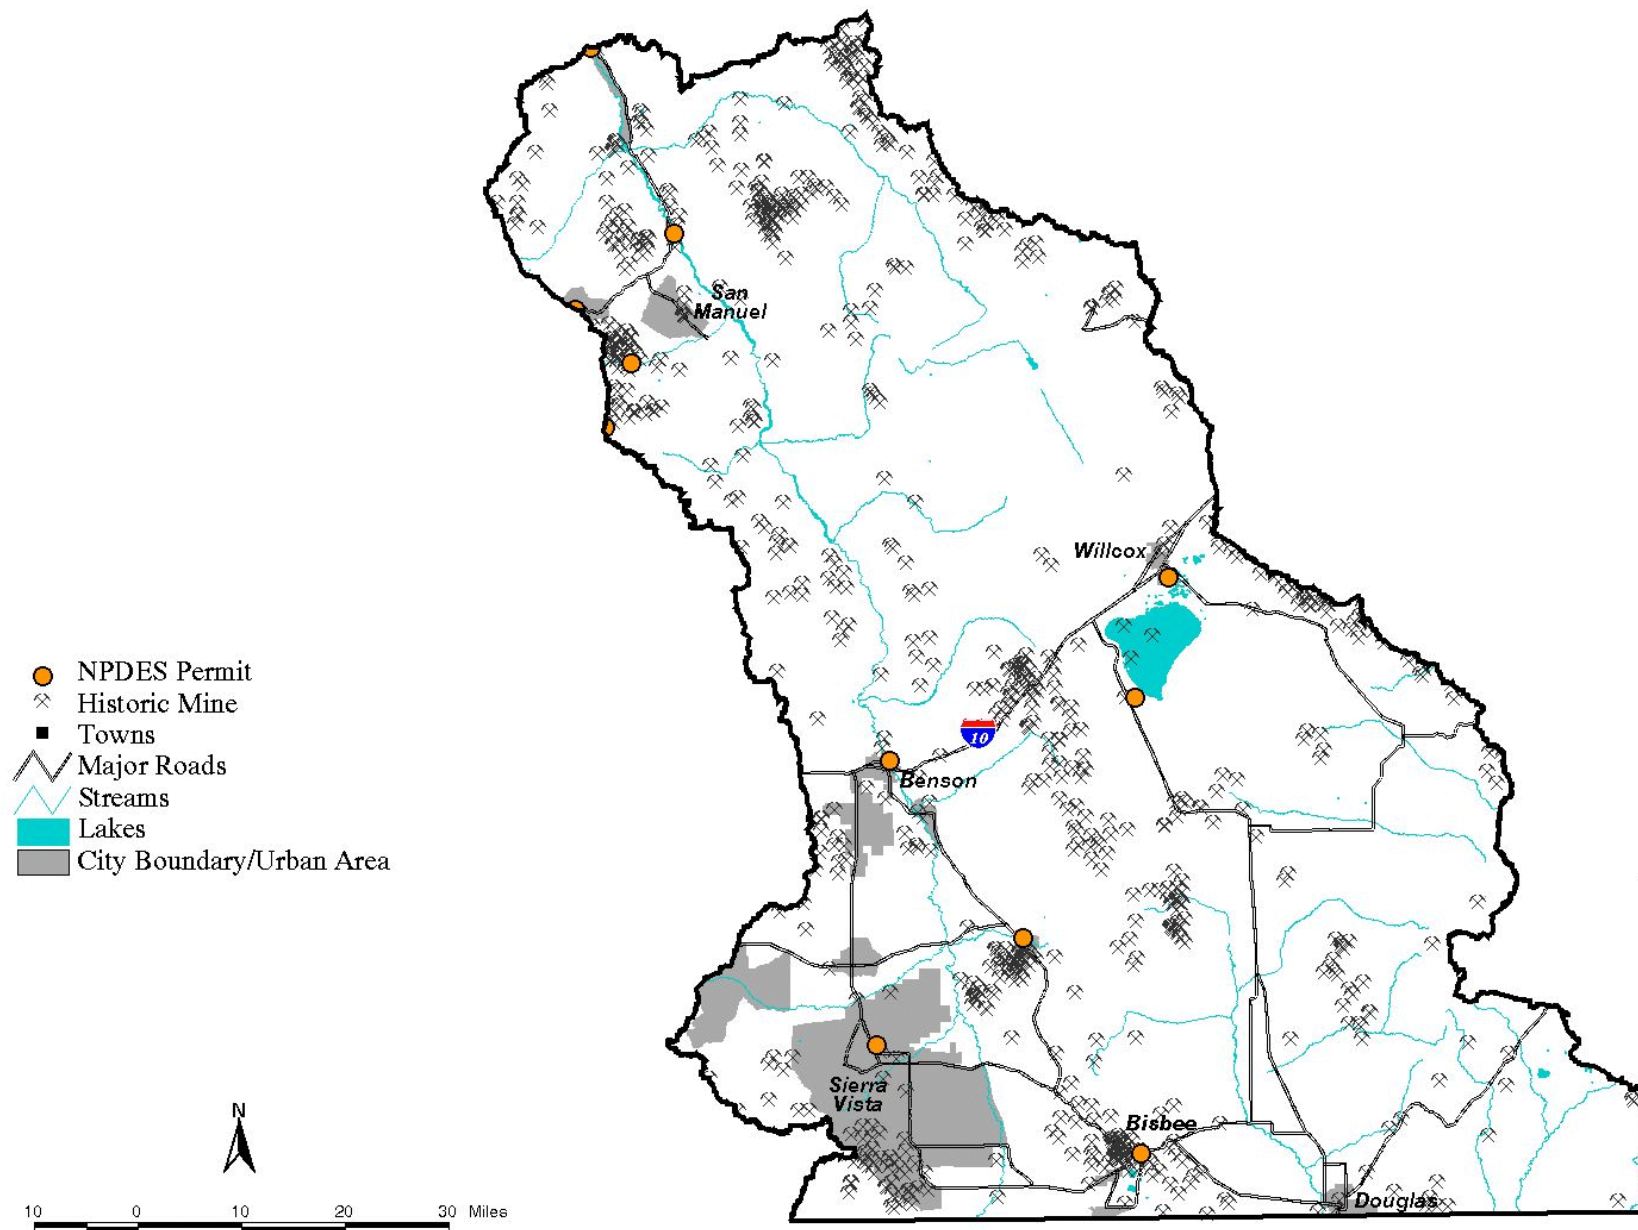 San
Manuel
Willcox
NPDES Permit
Historic Mine
Towns
Major Roads
Streams
Lakes
City Boundary/Urban Area
10
Benson
Sierra
Vista
N
Bisbee
Douglas
10 0 10 20 30 Miles